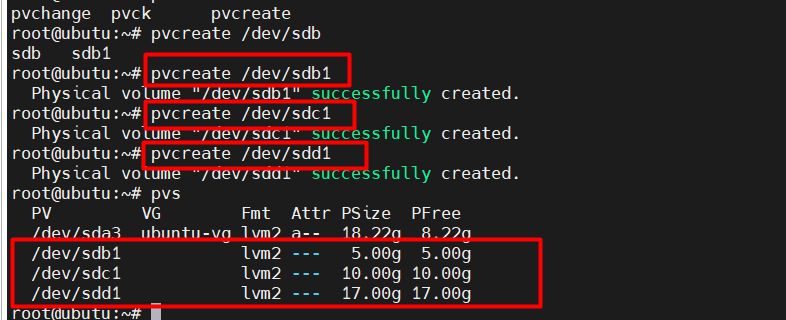 pvchange  pvck     pvcreate
root@ubutu:~# pvcreate /dev/sdb
sdb   sdb1
root@ubutu:~# pvcreate /dev/sdb1
  Physical volume "/dev/sdb1" successfully created.
root@ubutu:~# pvcreate /dev/sdc1
  Physical volume "/dev/sdc1" successfully created.
root@ubutu:~# pvcreate /dev/sdd1
  Physical volume "/dev/sdd1" successfully created.
root@ubutu:~# pvs
  PV         VG        Fmt  Attr PSize  PFree
  /dev/sda3  ubuntu-vg lvm2 a--  18.22g  8.22g
  /dev/sdb1            lvm2 ---   5.00g  5.00g
  /dev/sdc1            lvm2 ---  10.00g 10.00g
  /dev/sdd1            lvm2 ---  17.00g 17.00g
root@ubutu:~#